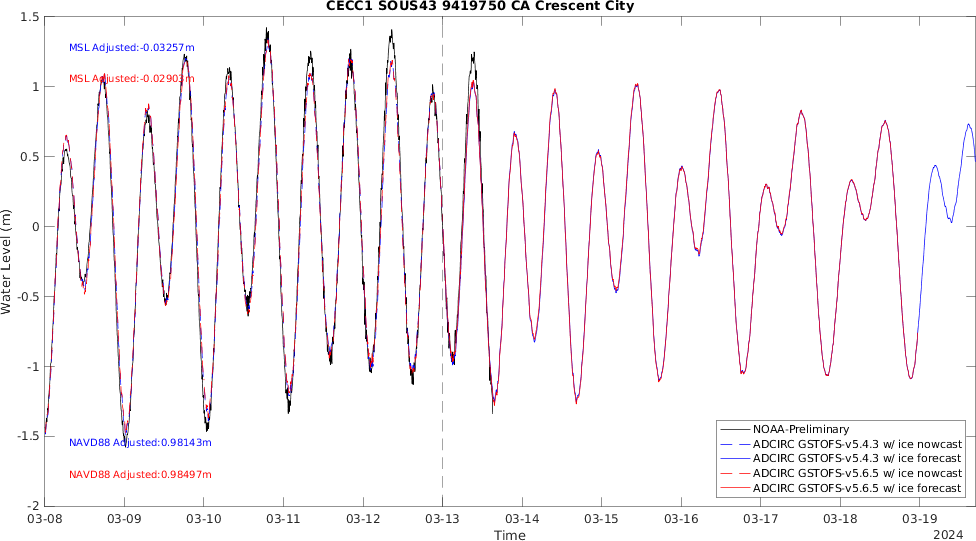 CECC1 SOUS43 9419750 CA Crescent City
1.5
1
0.5
0
-0.5
-1
-1.5
-2
Water Level (m)
MSL Adjusted:-0.03257m
MSL Adjusted:-0.02903m
NAVD88 Adjusted:0.98143m
NAVD88 Adjusted:0.98497m
NOAA-Preliminary
ADCIRC GSTOFS-v5.4.3 w/ ice nowcast
ADCIRC GSTOFS-v5.4.3 w/ ice forecast
ADCIRC GSTOFS-v5.6.5 w/ ice nowcast
ADCIRC GSTOFS-v5.6.5 w/ ice forecast
03-08 03-09 03-10 03-11 03-12 03-13 03-14 03-15 03-16 03-17 03-18 03-19
Time
2024